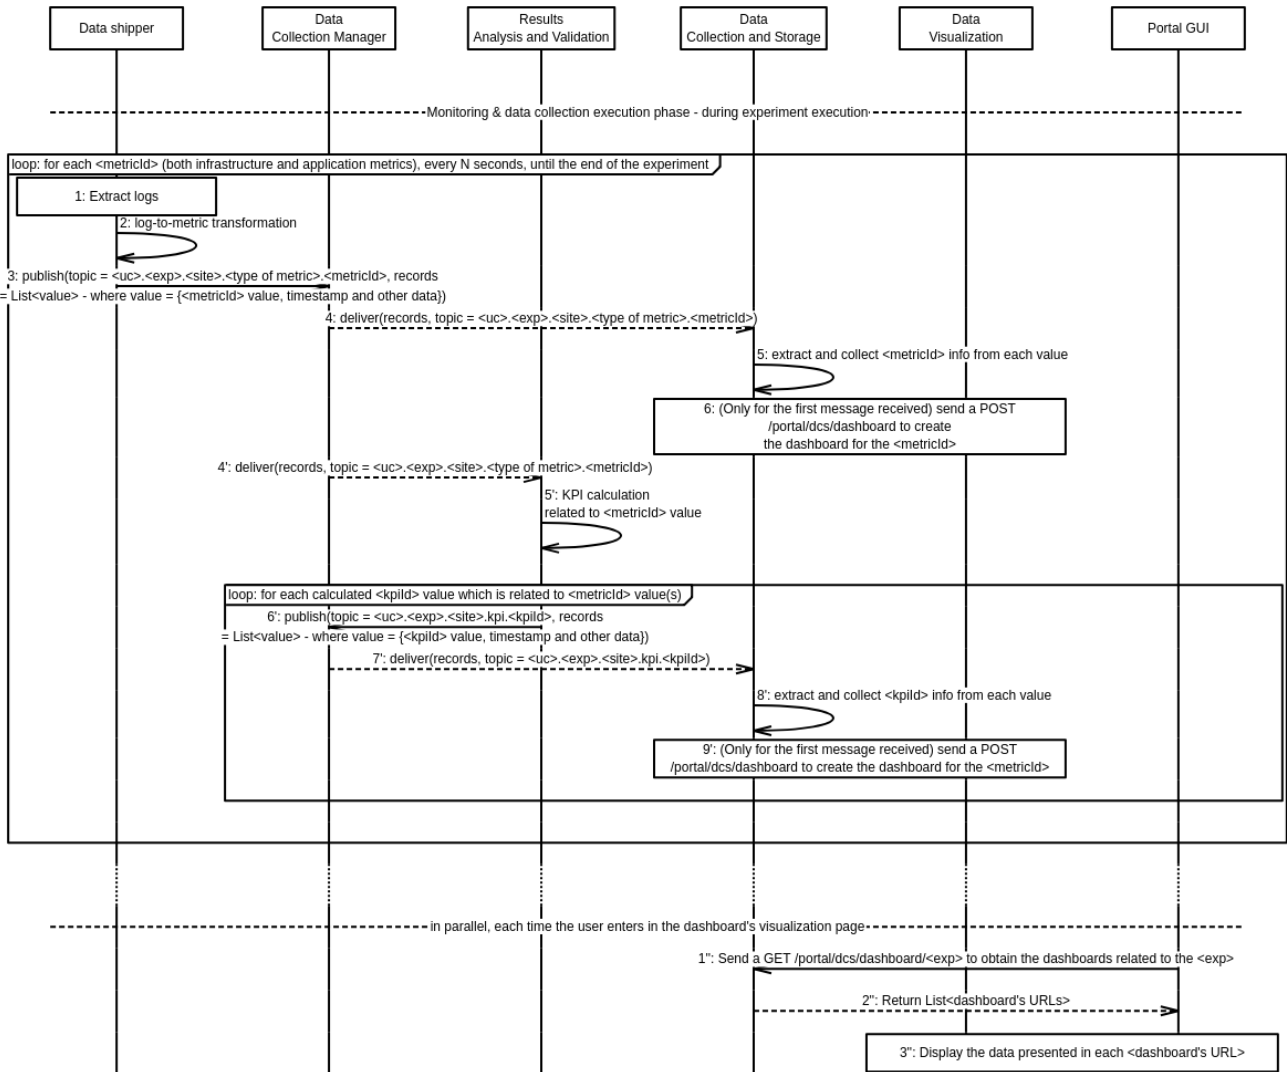 Data shipper
Data
Collection Manager
Results
Analysis and Validation
Data
Collection and Storage
Data
Visualization
Portal GUI
Monitoring & data collection execution phase - during experiment execution
loop: for each <metricId> (both infrastructure and application metrics), every N seconds, until the end of the experiment
1: Extract logs
2: log-to-metric transformation
3: publish(topic = <uc>.<exp>.<site>.<type of metric>.<metricId>, records
= List<value> - where value = {<metricId> value, timestamp and other data})
4: deliver(records, topic = <uc>.<exp>.<site>.<type of metric>.<metricId>)
5: extract and collect <metricId> info from each value
6: (Only for the first message received) send a POST
/portal/dcs/dashboard to create
the dashboard for the <metricId>
4': deliver(records, topic = <uc>.<exp>.<site>.<type of metric>.<metricId>)
5': KPI calculation
related to <metricId> value
loop: for each calculated <kpiId> value which is related to <metricId> value(s)
6': publish(topic = <uc>.<exp>.<site>.kpi.<kpiId>, records
= List<value> - where value = {<kpiId> value, timestamp and other data})
7': deliver(records, topic = <uc>.<exp>.<site>.kpi.<kpiId>)
8': extract and collect <kpiId> info from each value
9': (Only for the first message received) send a POST
/portal/dcs/dashboard to create the dashboard for the <metricId>
in parallel, each time the user enters in the dashboard's visualization page
1'': Send a GET /portal/dcs/dashboard/<exp> to obtain the dashboards related to the <exp>
2'': Return List<dashboard's URLs>
3'': Display the data presented in each <dashboard's URL>